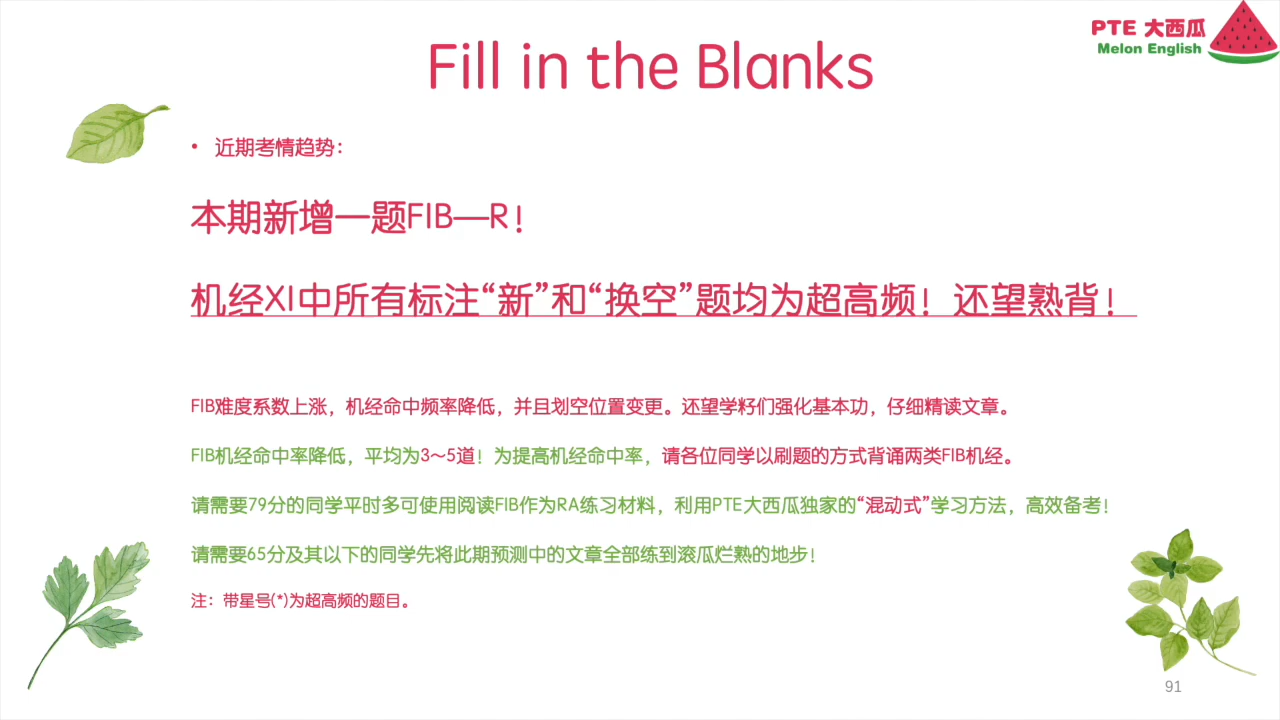 PTE 大西瓜
Melon English
Fill in the Blanks
• 近期考情趋势：
本期新增一题FIB—R！
机经XI中所有标注“新”和“换空”题均为超高频！还望熟背！
FIB难度系数上涨，机经命中频率降低，并且划空位置变更。还望学籽们强化基本功，仔细精读文章。
FIB机经命中率降低，平均为3～5道！为提高机经命中率，请各位同学以刷题的方式背诵两类FIB机经。
请需要79分的同学平时多可使用阅读FIB作为RA练习材料，利用PTE大西瓜独家的“混动式”学习方法，高效备考！
请需要65分及其以下的同学先将此期预测中的文章全部练到滚瓜烂熟的地步！
注：带星号(*)为超高频的题目。
91